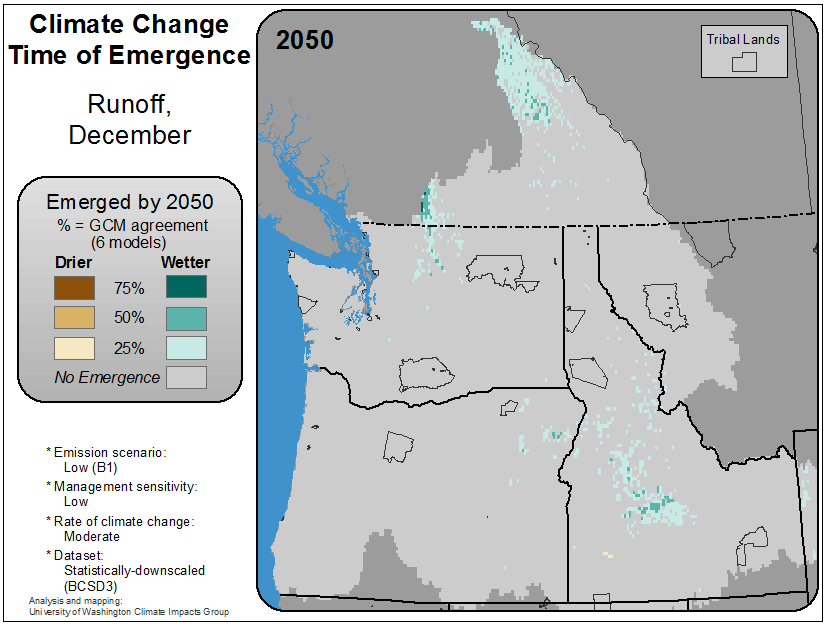 Climate Change
Time of Emergence
Runoff,
December
Emerged by 2050
% = GCM agreement
(6 models)
Drier Wetter
75%
50%
25%
No Emergence
* Emission scenario:
Low (B1)
* Management sensitivity:
Low
* Rate of climate change:
Moderate
* Dataset:
Statistically-downscaled
(BCSD3)
Analysis and mapping:
University of Washington Climate Impacts Group
2050
Tribal Lands